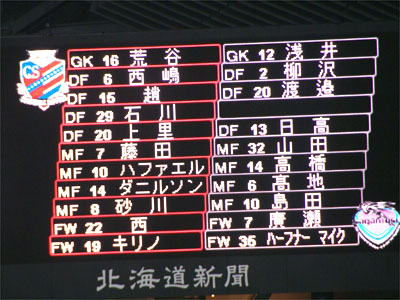 CS
GK 16 荒谷
DF 6 西嶋
DF 15 趙
DF 29 石川
DF 20 上里
MF 7 藤田
MF 10 ハファエル
MF 14 ダニルソン
MF 8 砂川
FW 22 西
FW 19 キリノ
GK 12 浅井
DF 2 柳沢
DF 20 渡邉
DF 13 日高
MF 32 山田
MF 14 高橋
MF 6 高地
MF 10 島田
FW 7 廣瀬
FW 35 ハーフナー マイク
北海道新聞